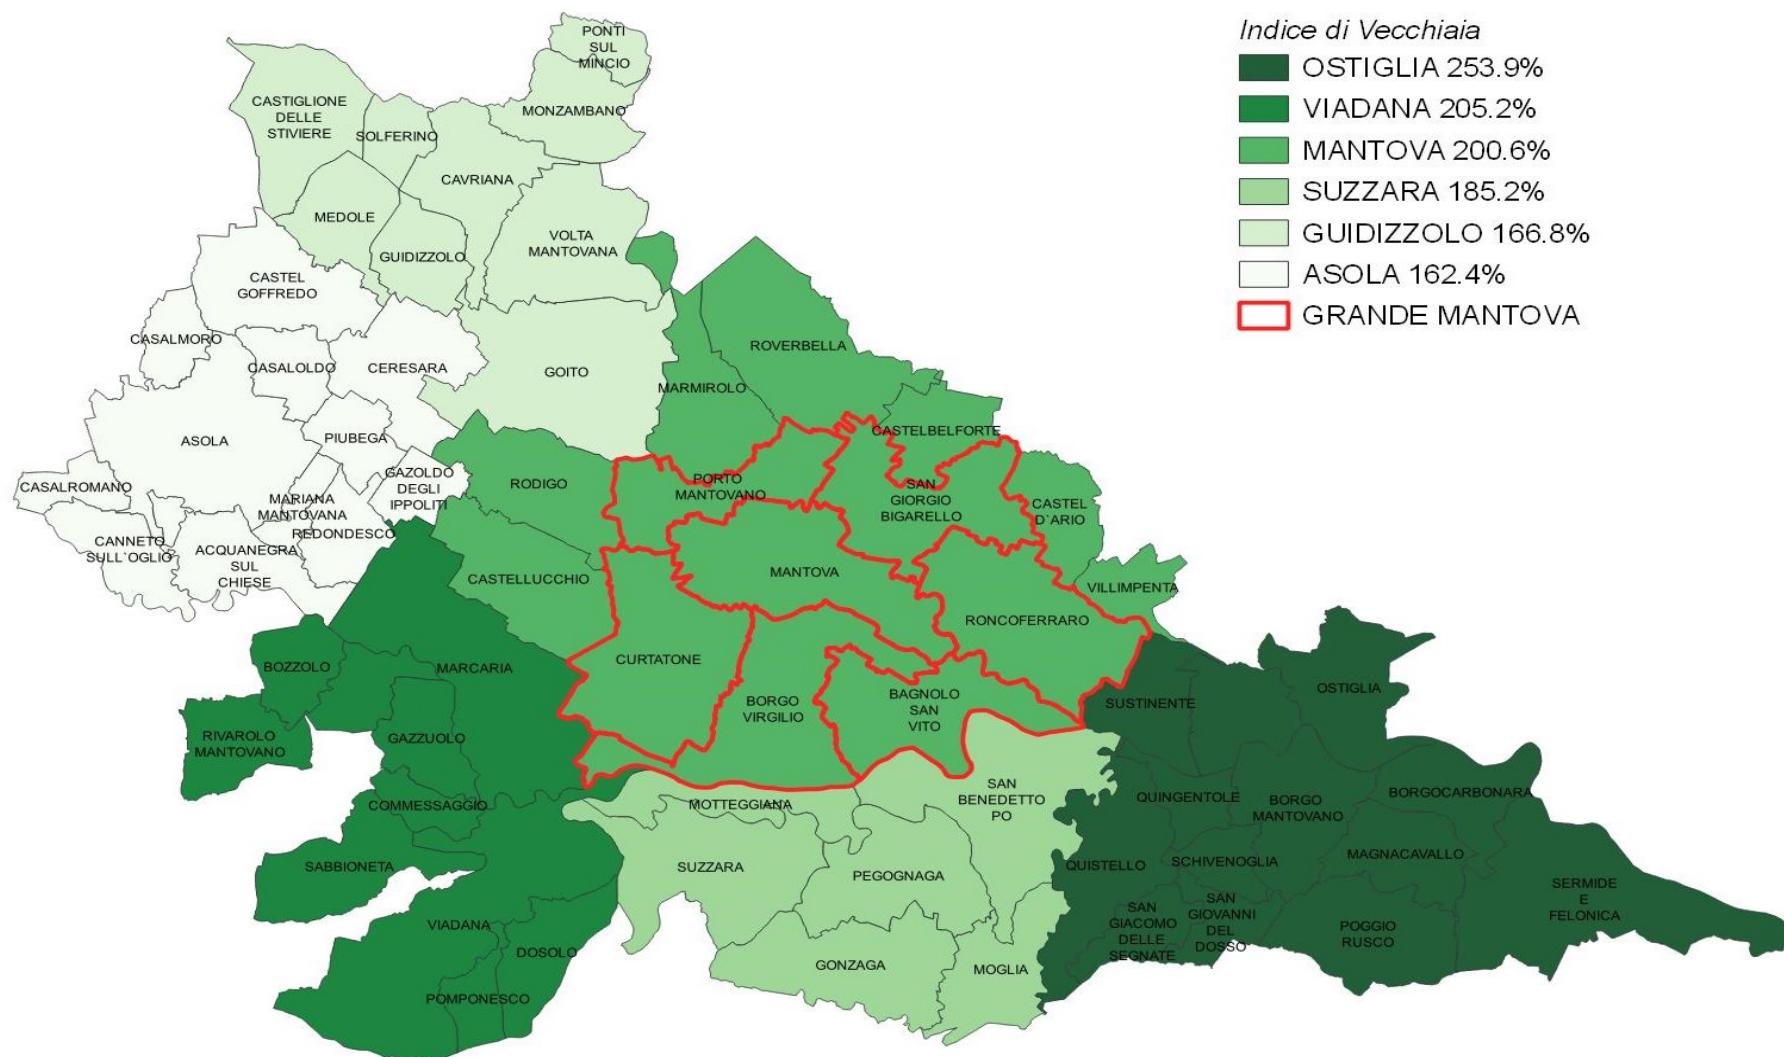 Indice di Vecchiaia
OSTIGLIA 253.9%
VIADANA 205.2%
MANTOVA 200.6%
SUZZARA 185.2%
GUIDIZZOLO 166.8%
ASOLA 162.4%
GRANDE MANTOVA
PONTI
SUL
MINCIO
MONZAMBANO
CASTIGLIONE
DELLE
STIVIERE
SOLFERINO
CAVRIANA
MEDOLE
GUIDIZZOLO
VOLTA
MANTOVANA
CASTEL
GOFFREDO
CASALMORO
CASALOLDO
CERESARA
GOITO
ROVERBELLA
MARMIROLO
CASTELBELFORTE
ASOLA
PIUBEGA
CASALROMANO
MARIANA
MANTOVANA
GAZOLDO
DEGLI
IPPOLITI
REDONDESCO
CANNETO
SULL`OGLIO
ACQUANEGRA
SUL
CHIESE
RODIGO
PORTO
MANTOVANO
SAN
GIORGIO
BIGARELLO
CASTEL
D`ARIO
CASTELLUCCHIO
MANTOVA
VILLIMPENTA
RONCOFERRARO
CURTATONE
BORGO
VIRGILIO
BAGNOLO
SAN
VITO
BOZZOLO
MARCARIA
RIVAROLO
MANTOVANO
GAZZUOLO
COMMESSAGGIO
SABBIONETA
VIADANA
DOSOLO
POMPONESCO
MOTTEGGIANA
SUZZARA
PEGOGNAGA
SAN
BENEDETTO
PO
GONZAGA
MOGLIA
SUSTINENTE
OSTIGLIA
QUINGENTOLE
BORGO
MANTOVANO
BORGOCARBONARA
QUISTELLO
SCHIVENOGLIA
MAGNACAVALLO
SAN
GIACOMO
DELLE
SEGNATE
SAN
GIOVANNI
DEL
DOSSO
POGGIO
RUSCO
SERMIDE
E
FELONICA